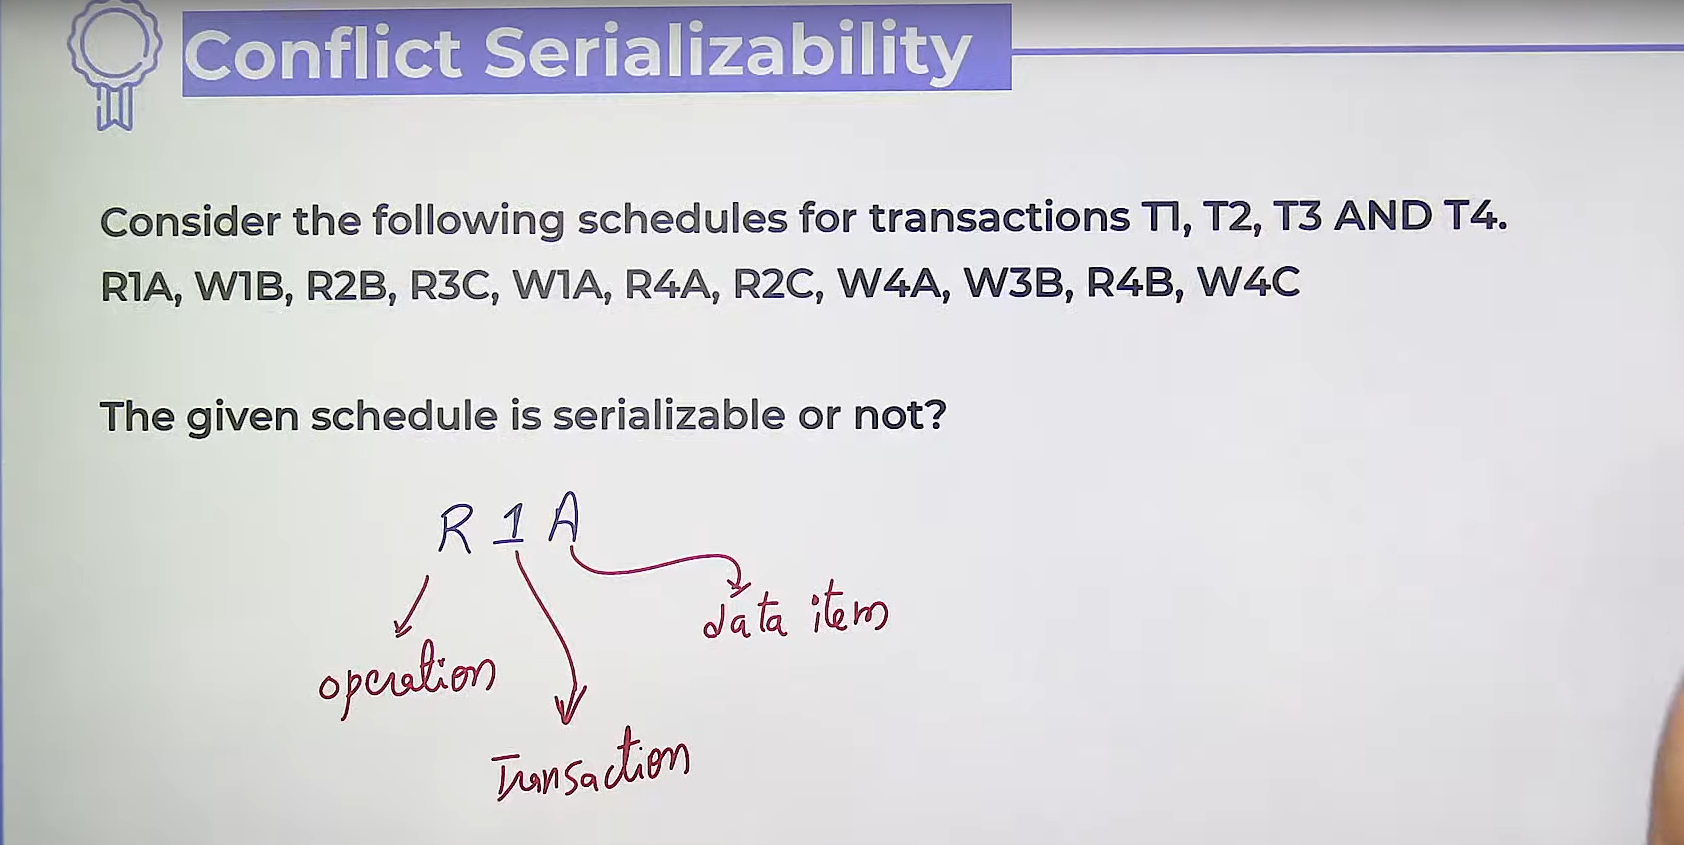 Conflict Serializability
Consider the following schedules for transactions T1, T2, T3 AND T4.
R1A, W1B, R2B, R3C, W1A, R4A, R2C, W4A, W3B, R4B, W4C
The given schedule is serializable or not?
R 1 A
data item
operation
Transaction